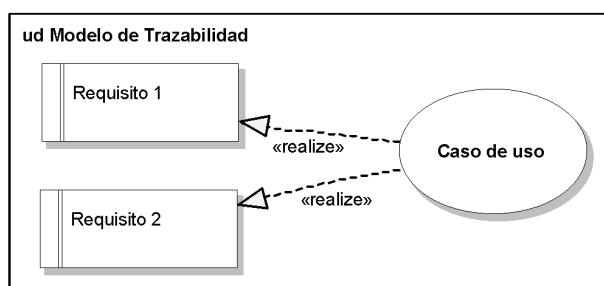 ud Modelo de Trazabilidad
Requisito 1
«realize»
Caso de uso
Requisito 2
«realize»